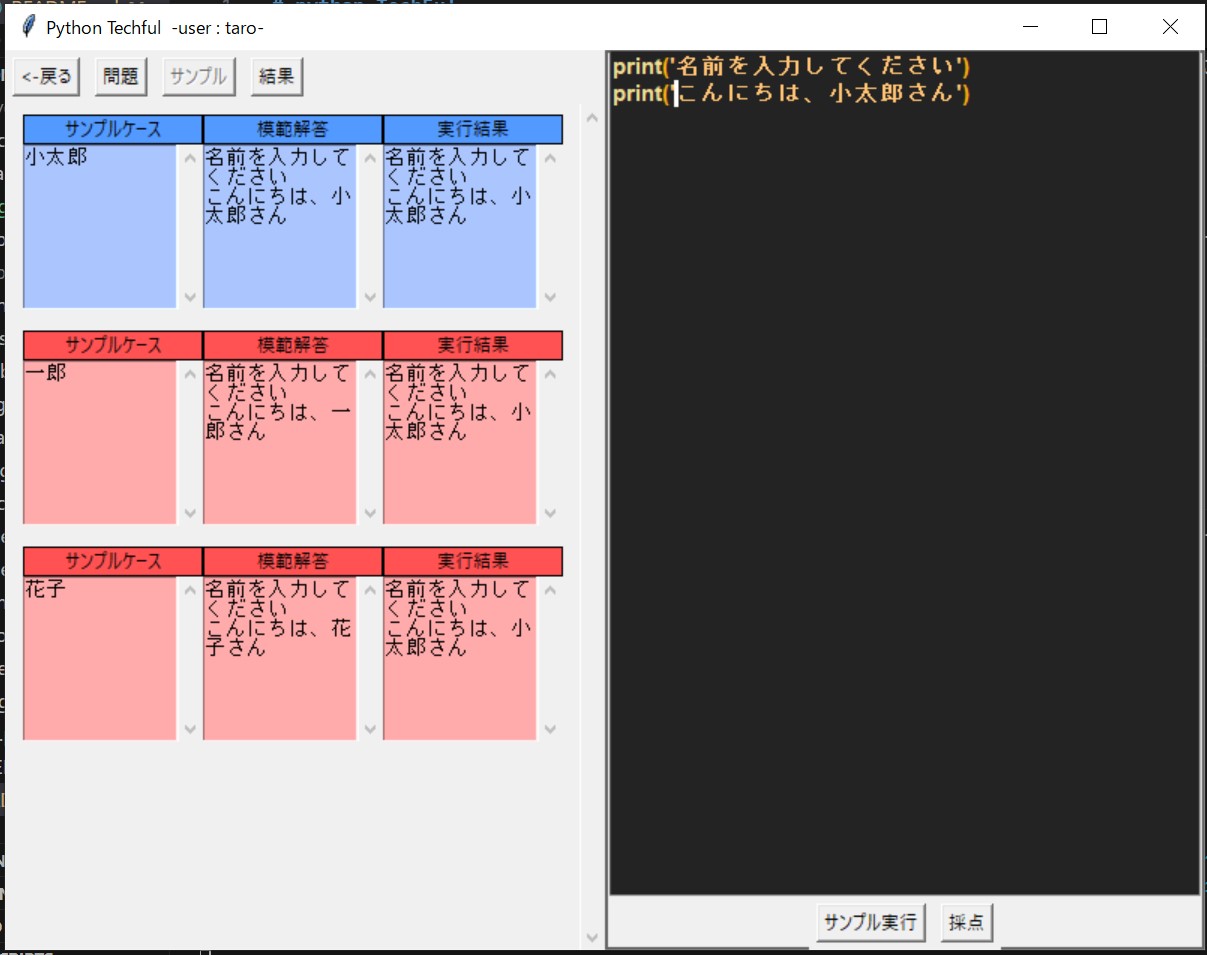 Python Techful -user : taro-
<-戻る 問題 サンプル 結果
サンプルケース 模範解答 実行結果
小太郎
名前を入力して
ください
こんにちは、小
太郎さん
名前を入力して
ください
こんにちは、小
太郎さん
サンプルケース 模範解答 実行結果
一郎
名前を入力して
ください
こんにちは、一
郎さん
名前を入力して
ください
こんにちは、小
太郎さん
サンプルケース 模範解答 実行結果
花子
名前を入力して
ください
こんにちは、花
子さん
名前を入力して
ください
こんにちは、小
太郎さん
print('名前を入力してください')
print('こんにちは、小太郎さん')
サンプル実行 採点